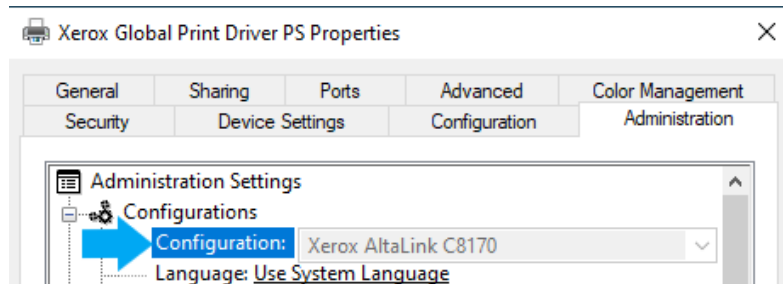 Xerox Global Print Driver PS Properties
General Sharing Ports Advanced Color Management
Security Device Settings Configuration Administration
Administration Settings
Configurations
Configuration: Xerox AltaLink C8170
Language: Use System Language